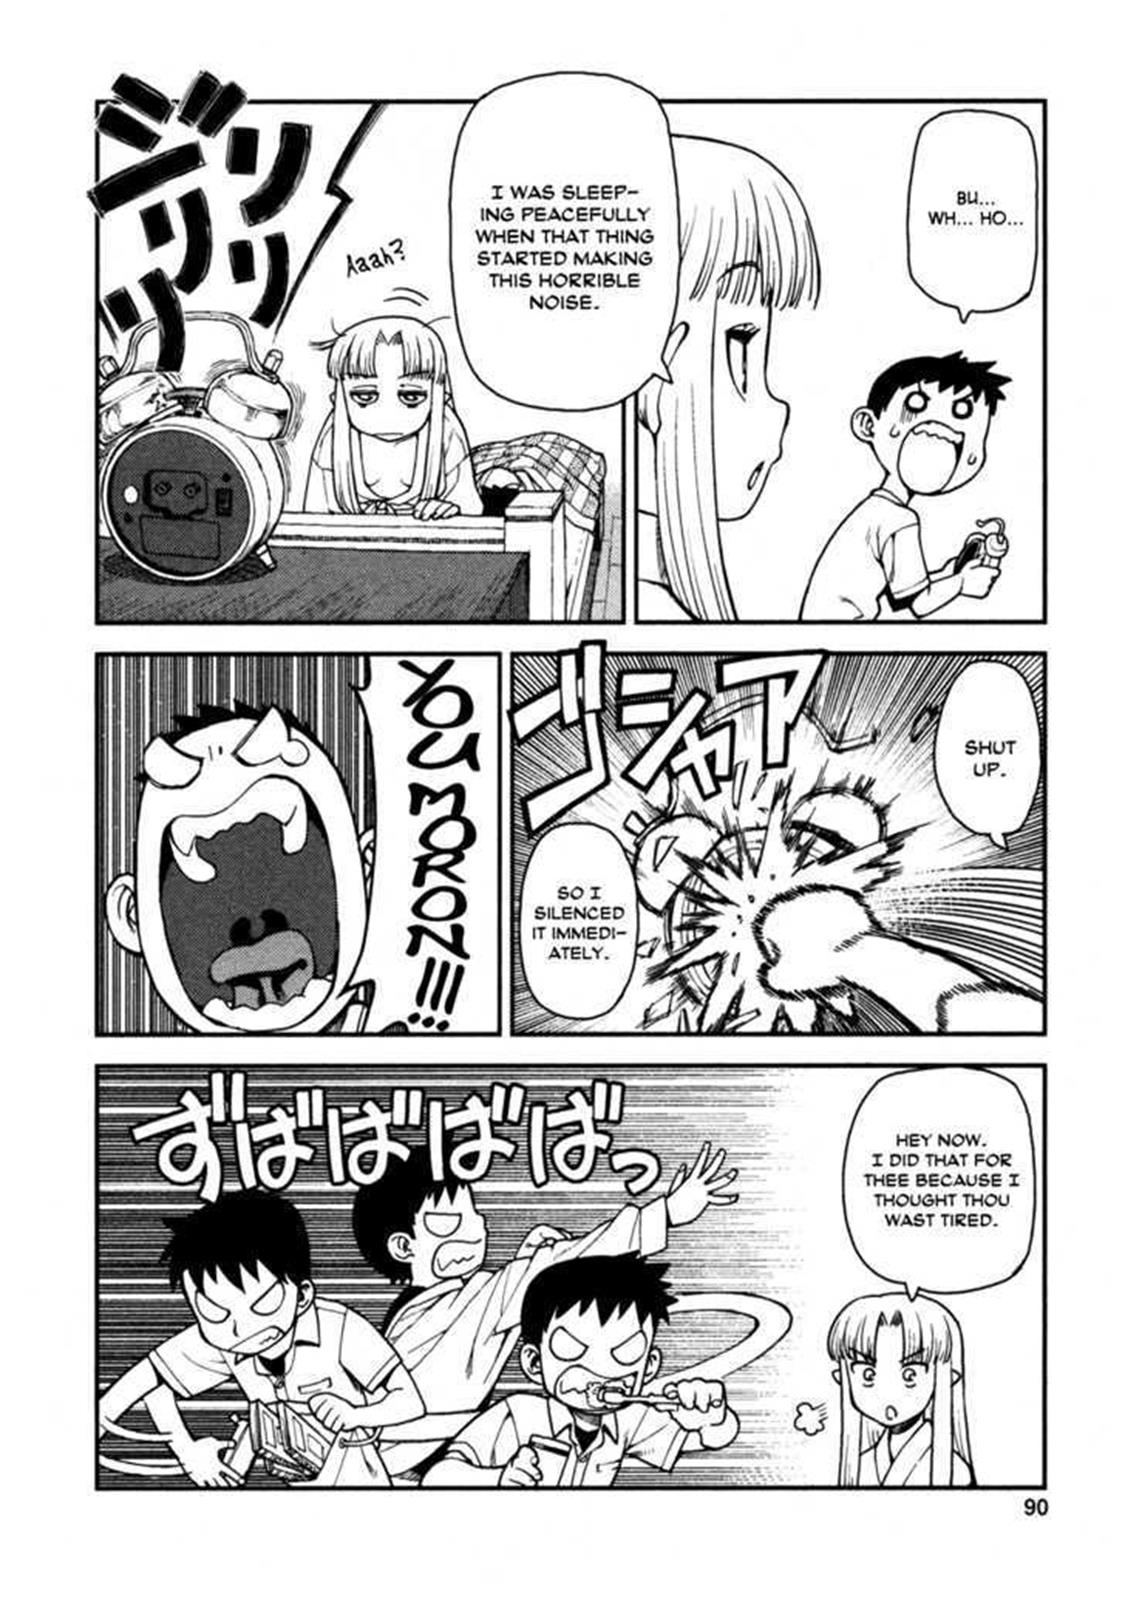 BU...
WH... HO...
I WAS SLEEP-
ING PEACEFULLY
WHEN THAT THING
STARTED MAKING
THIS HORRIBLE
NOISE.
Aaah?
ジリリリリリ
SHUT
UP.
ゴシャア
SO I
SILENCED
IT IMMEDI-
ATELY.
YOU MORON!!!
ずばばばばっ
HEY NOW.
I DID THAT FOR
THEE BECAUSE I
THOUGHT THOU
WAST TIRED.
90